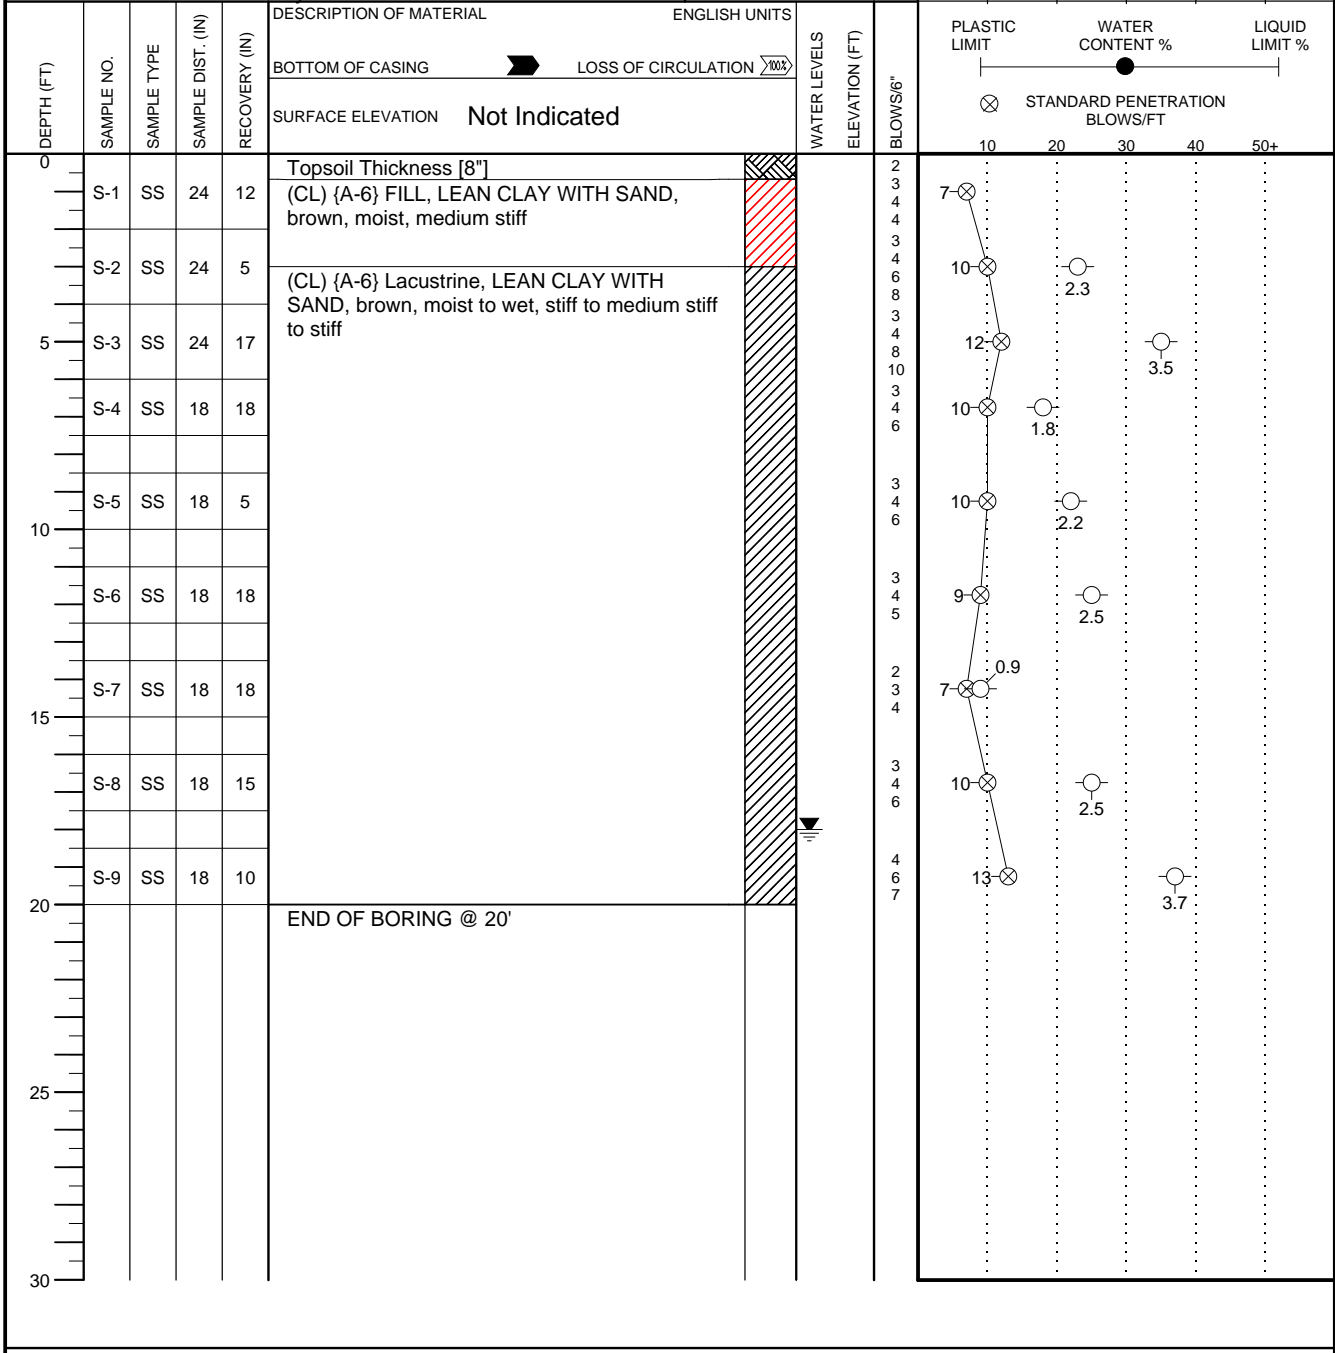 DEPTH (FT)
SAMPLE NO.
SAMPLE TYPE
SAMPLE DIST. (IN)
RECOVERY (IN)
DESCRIPTION OF MATERIAL ENGLISH UNITS
BOTTOM OF CASING LOSS OF CIRCULATION 100%
SURFACE ELEVATION Not Indicated
WATER LEVELS
ELEVATION (FT)
BLOWS/6"
PLASTIC LIMIT
WATER CONTENT %
LIQUID LIMIT %
STANDARD PENETRATION
BLOWS/FT
10 20 30 40 50+
0
Topsoil Thickness [8"]
S-1 SS 24 12
(CL) {A-6} FILL, LEAN CLAY WITH SAND,
brown, moist, medium stiff
2
3
4
4
7
S-2 SS 24 5
3
4
6
8
10
2.3
(CL) {A-6} Lacustrine, LEAN CLAY WITH
SAND, brown, moist to wet, stiff to medium stiff
to stiff
5
S-3 SS 24 17
3
4
8
10
12
3.5
S-4 SS 18 18
3
4
6
10
1.8
S-5 SS 18 5
3
4
6
10
2.2
10
S-6 SS 18 18
3
4
5
9
2.5
S-7 SS 18 18
2
3
4
7
0.9
15
S-8 SS 18 15
3
4
6
10
2.5
S-9 SS 18 10
4
6
7
13
3.7
20
END OF BORING @ 20'
25
30